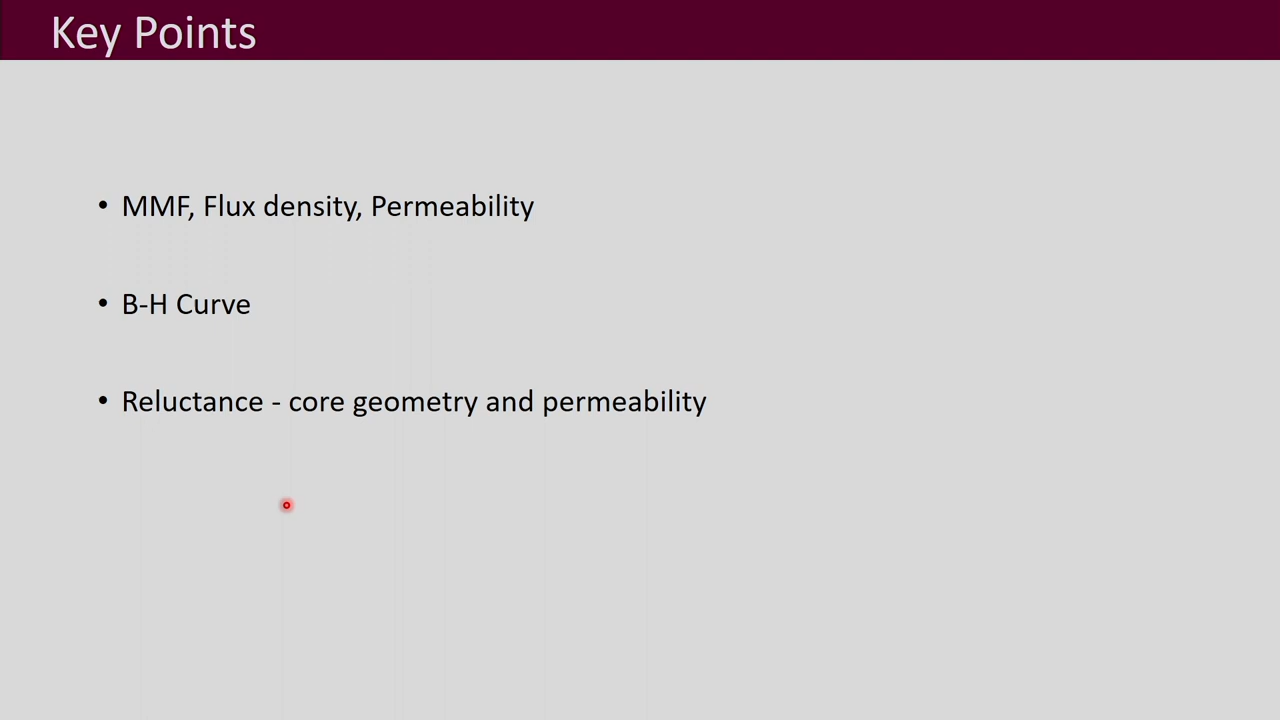 Key Points
• MMF, Flux density, Permeability
• B-H Curve
• Reluctance - core geometry and permeability